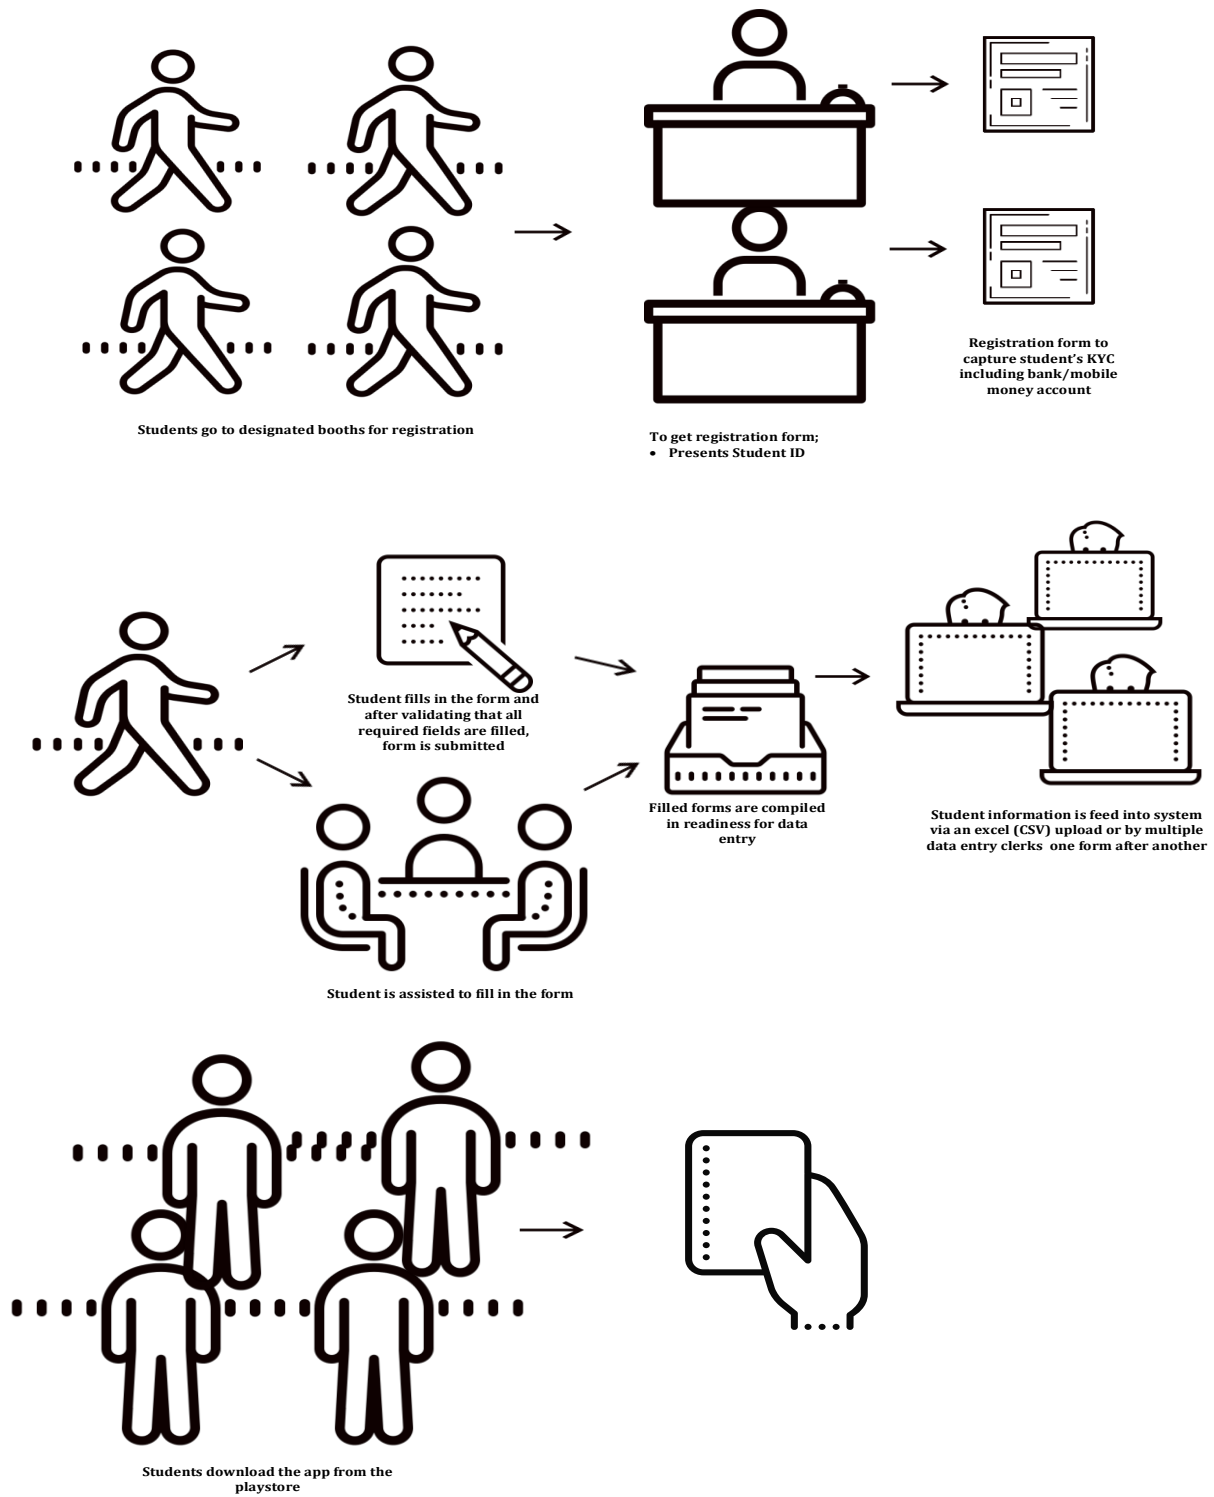 Students go to designated booths for registration
To get registration form;
• Presents Student ID
Registration form to
capture student's KYC
including bank/mobile
money account
Student fills in the form and
after validating that all
required fields are filled,
form is submitted
Student is assisted to fill in the form
Filled forms are compiled
in readiness for data
entry
Student information is feed into system
via an excel (CSV) upload or by multiple
data entry clerks one form after another
Students download the app from the
playstore